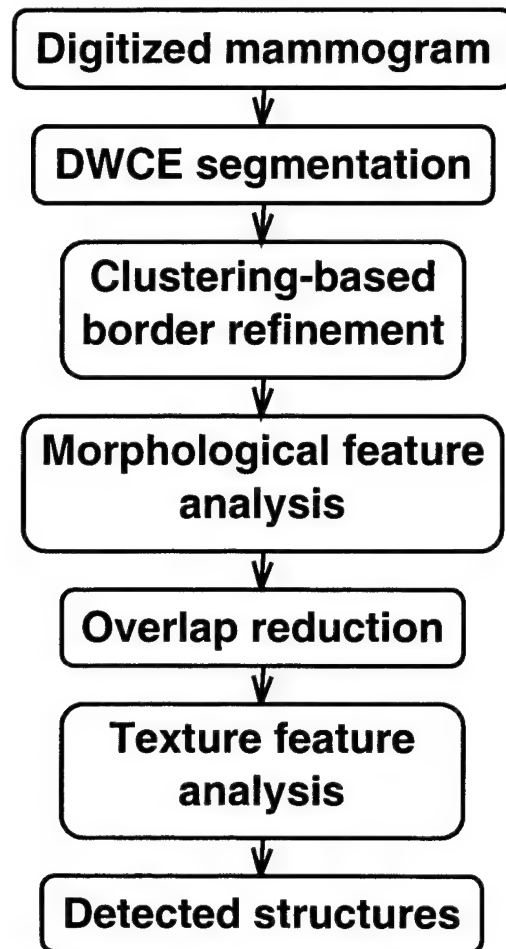 Digitized mammogram
DWCE segmentation
Clustering-based
border refinement
Morphological feature
analysis
Overlap reduction
Texture feature
analysis
Detected structures